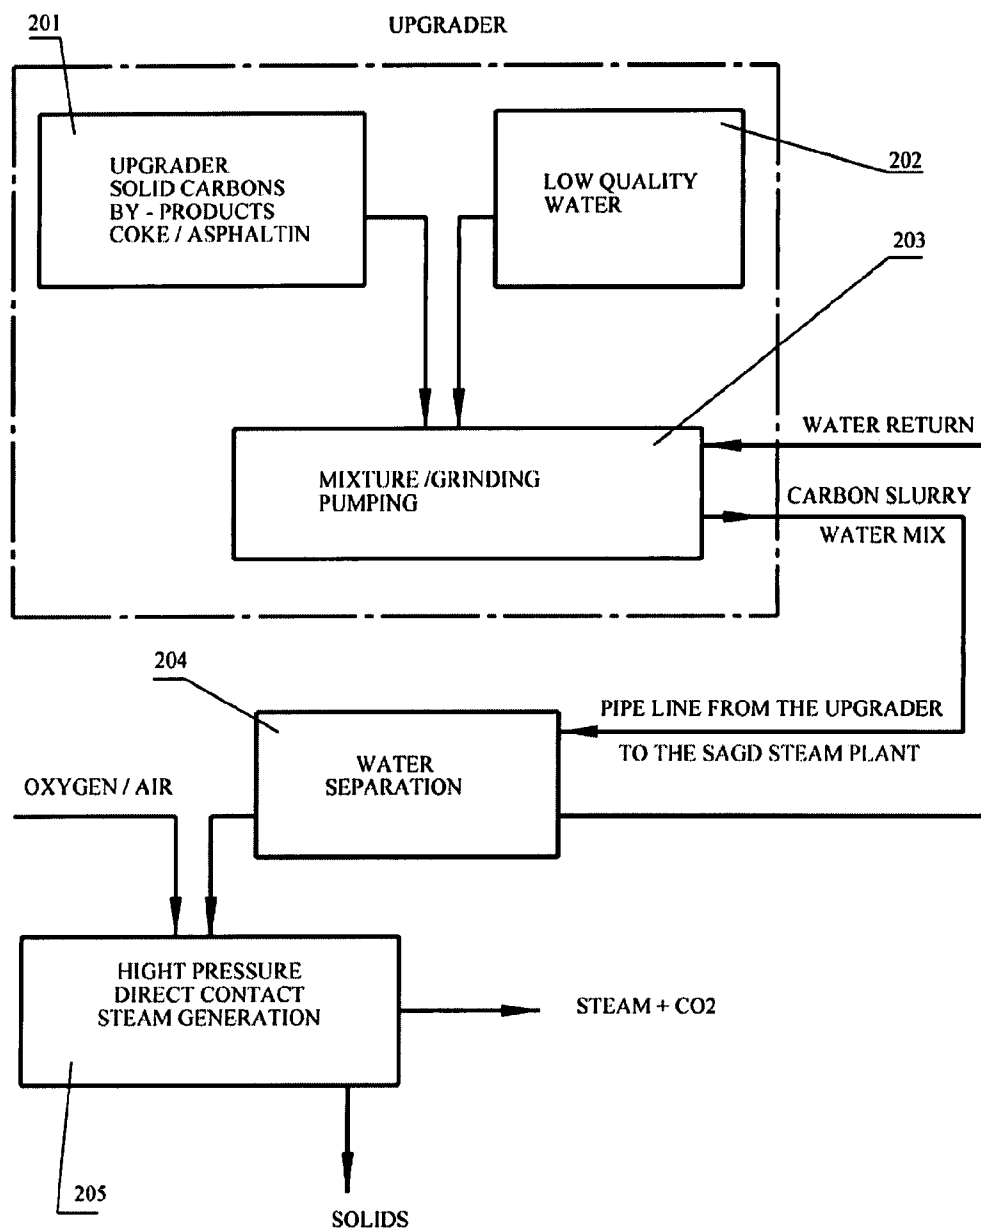 201
UPGRADER
UPGRADER
SOLID CARBONS
BY - PRODUCTS
COKE / ASPHALTIN
LOW QUALITY
WATER
202
203
MIXTURE /GRINDING
PUMPING
WATER RETURN
CARBON SLURRY
WATER MIX
204
PIPE LINE FROM THE UPGRADER
TO THE SAGD STEAM PLANT
WATER
SEPARATION
OXYGEN / AIR
HIGHT PRESSURE
DIRECT CONTACT
STEAM GENERATION
STEAM + CO2
205
SOLIDS